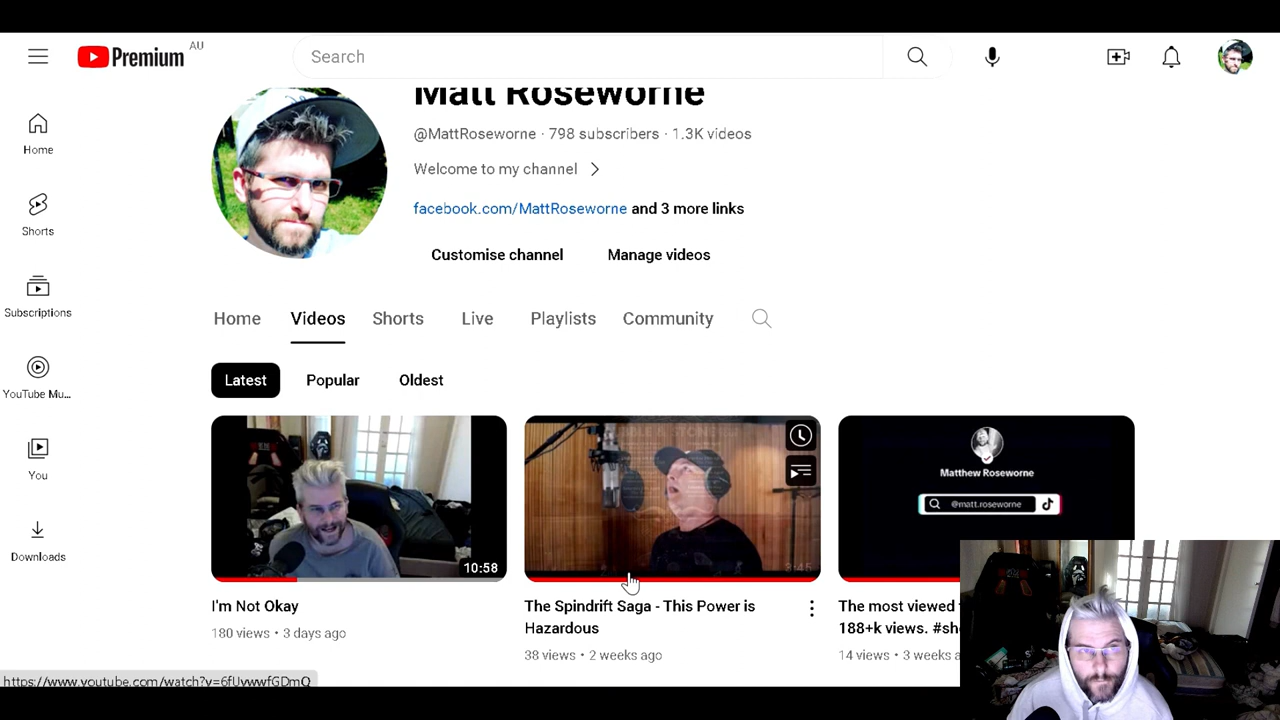 Premium AU
Search
Matt Roseworne
@MattRoseworne · 798 subscribers · 1.3K videos
Welcome to my channel
facebook.com/MattRoseworne and 3 more links
Customise channel Manage videos
Home
Shorts
Subscriptions
YouTube Mu...
You
Downloads
Home Videos Shorts Live Playlists Community
Latest Popular Oldest
10:58
3:45
Matthew Roseworne
@matt.roseworne
I'm Not Okay
180 views · 3 days ago
The Spindrift Saga - This Power is
Hazardous
38 views · 2 weeks ago
The most viewed
188+k views. #sho
14 views · 3 weeks a
https://www.youtube.com/watch?v=6fUvwwfGDmQ